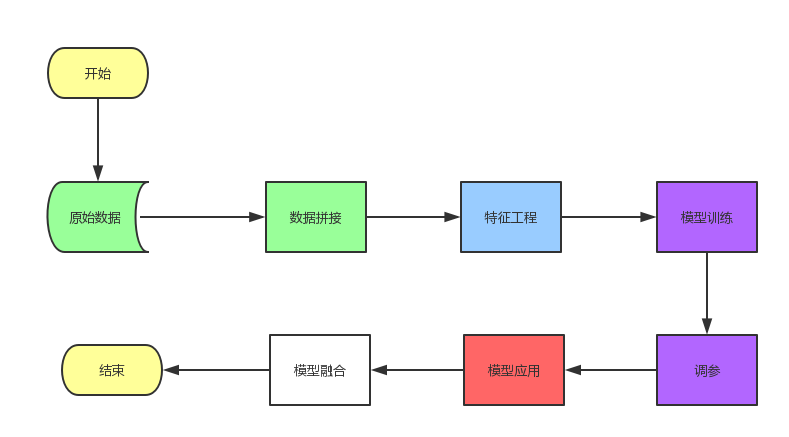 开始
原始数据
数据拼接
特征工程
模型训练
结束
模型融合
模型应用
调参